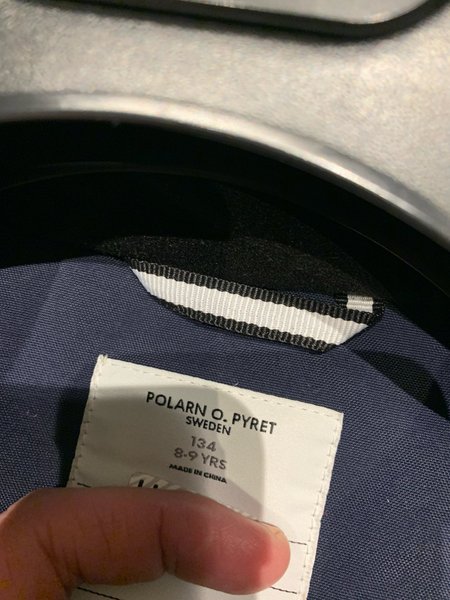 POLARN O. PYRET
SWEDEN
134
8-9 YRS
MADE IN CHINA